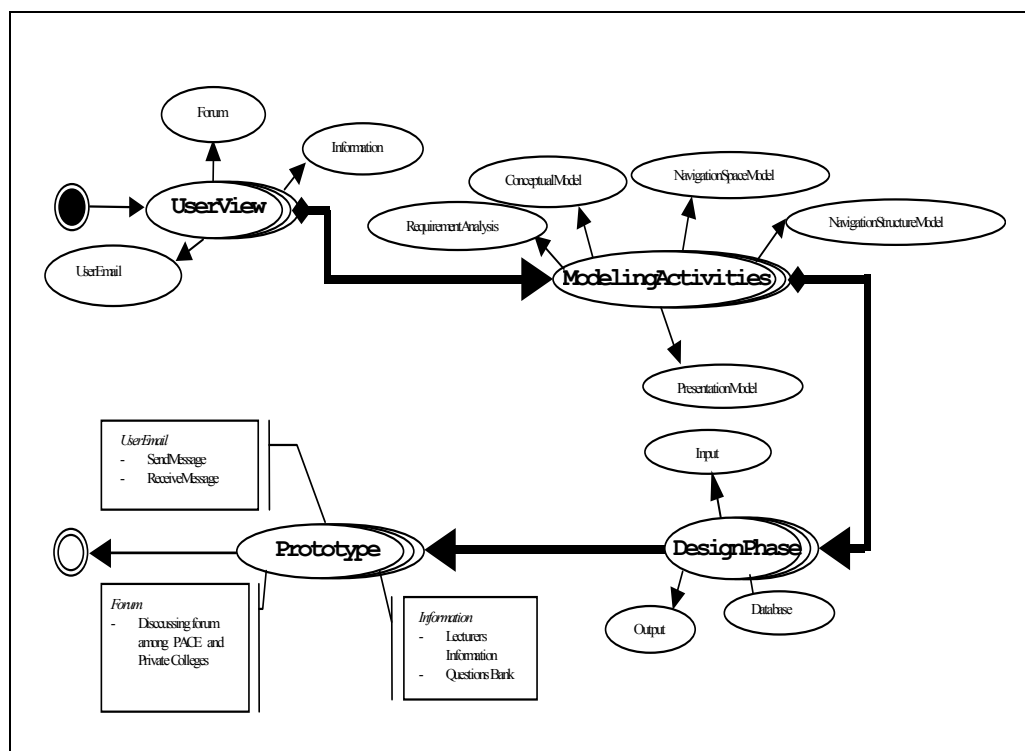 Forum
Information
UserView
UserEmail
ConceptualModel
NavigationSpaceModel
RequirementAnalysis
NavigationStructureModel
ModelingActivities
PresentationModel
UserEmail
- SendMessage
- ReceiveMessage
Input
Prototype
DesignPhase
Forum
- Disccussing forum
among PACE and
Private Colleges
Information
- Lecturers
Information
- Questions Bank
Output
Database